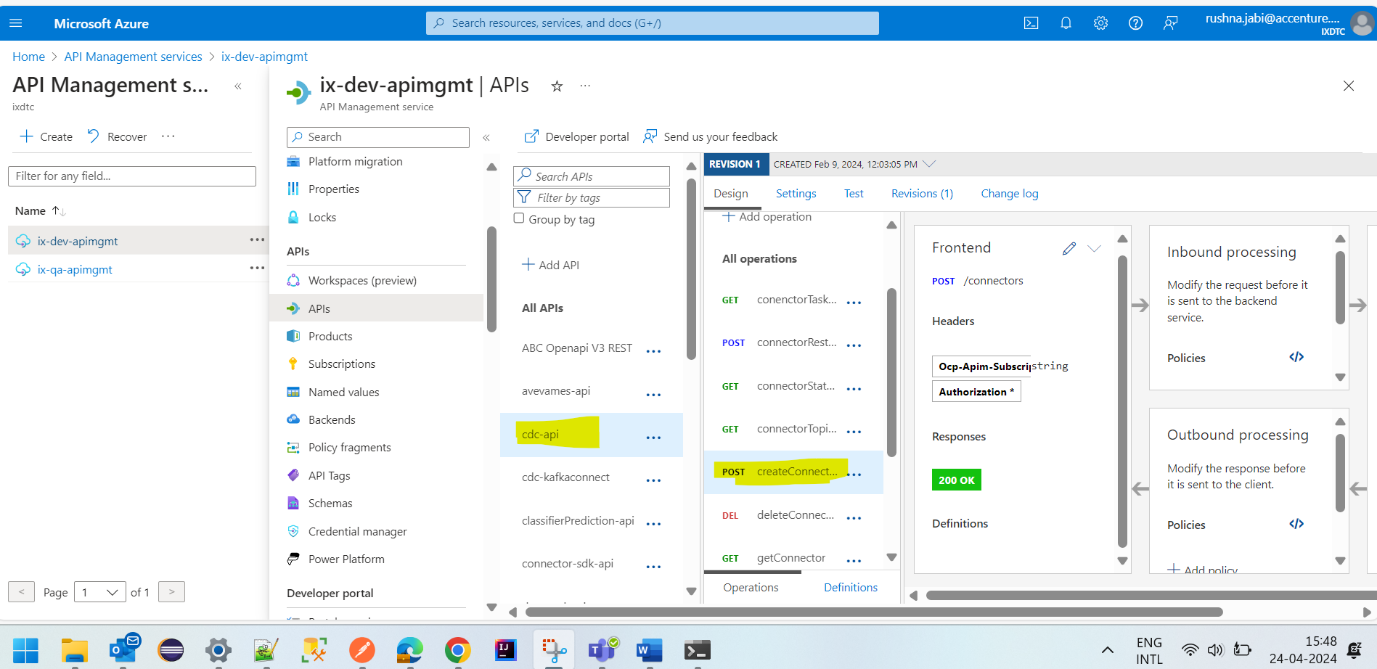 Microsoft Azure
Search resources, services, and docs (G+/)
rushna.jabi@accenture....
IXDTC
Home > API Management services > ix-dev-apimgmt
API Management s...
ixdtc
Create
Recover
Filter for any field...
Name
ix-dev-apimgmt
ix-qa-apimgmt
< Page 1 of 1 >
ix-dev-apimgmt | APIs
API Management service
Search
Platform migration
Properties
Locks
APIs
Workspaces (preview)
APIs
Products
Subscriptions
Named values
Backends
Policy fragments
API Tags
Schemas
Credential manager
Power Platform
Developer portal
Developer portal
Send us your feedback
Search APIs
Filter by tags
Group by tag
Add API
All APIs
ABC Openapi V3 REST
avevames-api
cdc-api
cdc-kafkaconnect
classifierPrediction-api
connector-sdk-api
REVISION 1
CREATED Feb 9, 2024, 12:03:05 PM
Design
Settings
Test
Revisions (1)
Change log
Add operation
All operations
GET conenctorTask...
POST connectorRest...
GET connectorStat...
GET connectorTopi...
POST createConnect...
DEL deleteConnec...
GET getConnector
Operations
Definitions
Frontend
POST /connectors
Headers
Ocp-Apim-Subscrip string
Authorization *
Responses
200 OK
Definitions
Inbound processing
Modify the request before it
is sent to the backend
service.
Policies </>
Outbound processing
Modify the response before
it is sent to the client.
Policies </>
Add policy
ENG
INTL
15:48
24-04-2024